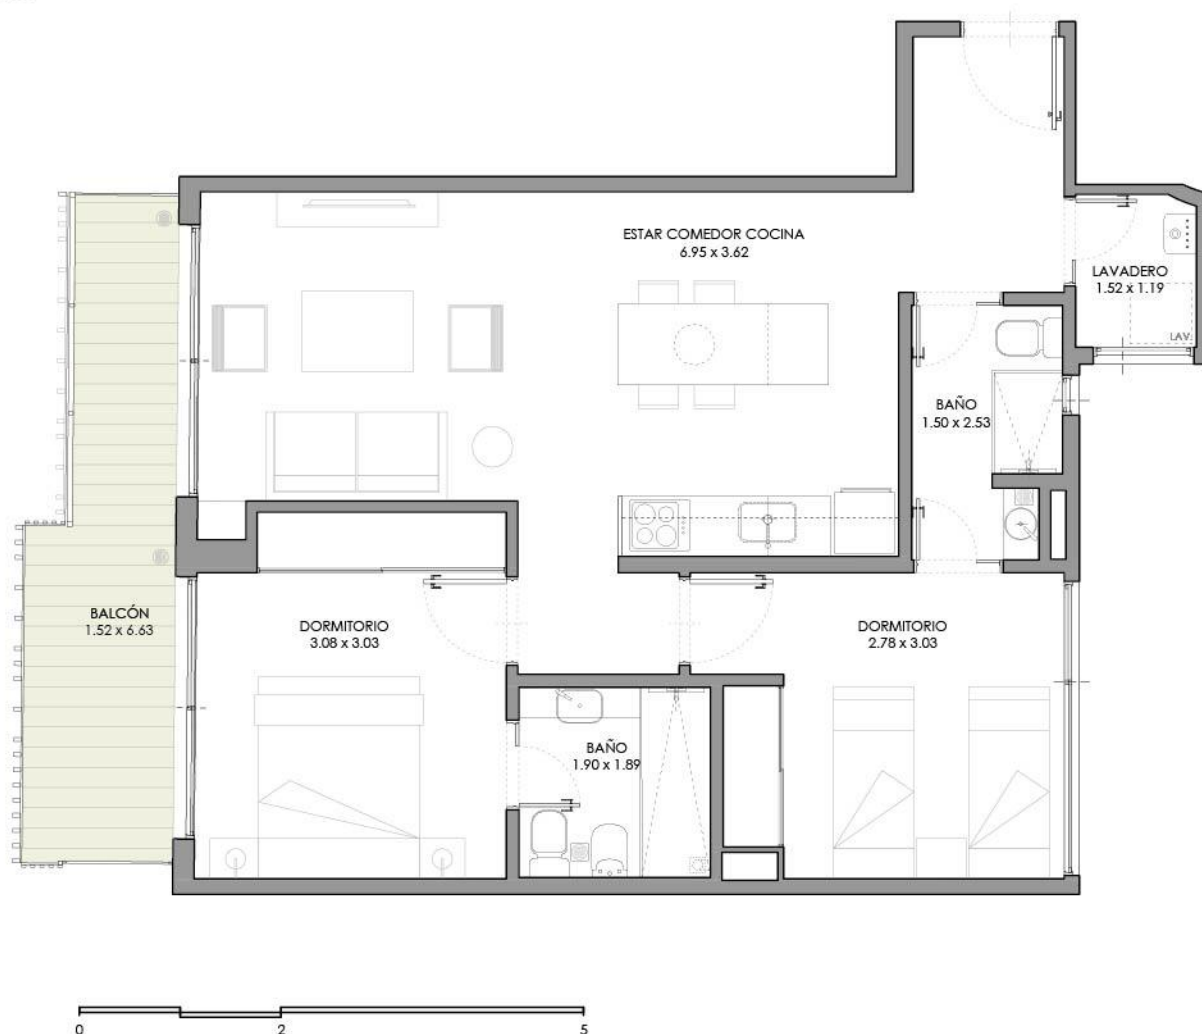 ESTAR COMEDOR COCINA
6.95 x 3.62
LAVADERO
1.52 x 1.19
LAV.
BAÑO
1.50 x 2.53
BALCÓN
1.52 x 6.63
DORMITORIO
3.08 x 3.03
DORMITORIO
2.78 x 3.03
BAÑO
1.90 x 1.89
0 2 5